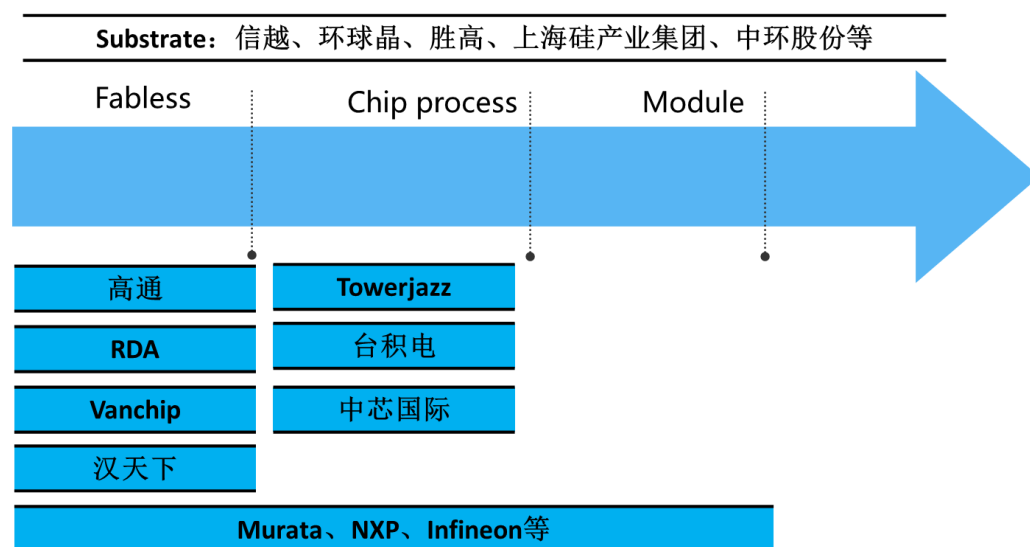 Substrate：信越、环球晶、胜高、上海硅产业集团、中环股份等
Fabless
Chip process
Module
高通
Towerjazz
RDA
台积电
Vanchip
中芯国际
汉天下
Murata、NXP、Infineon等